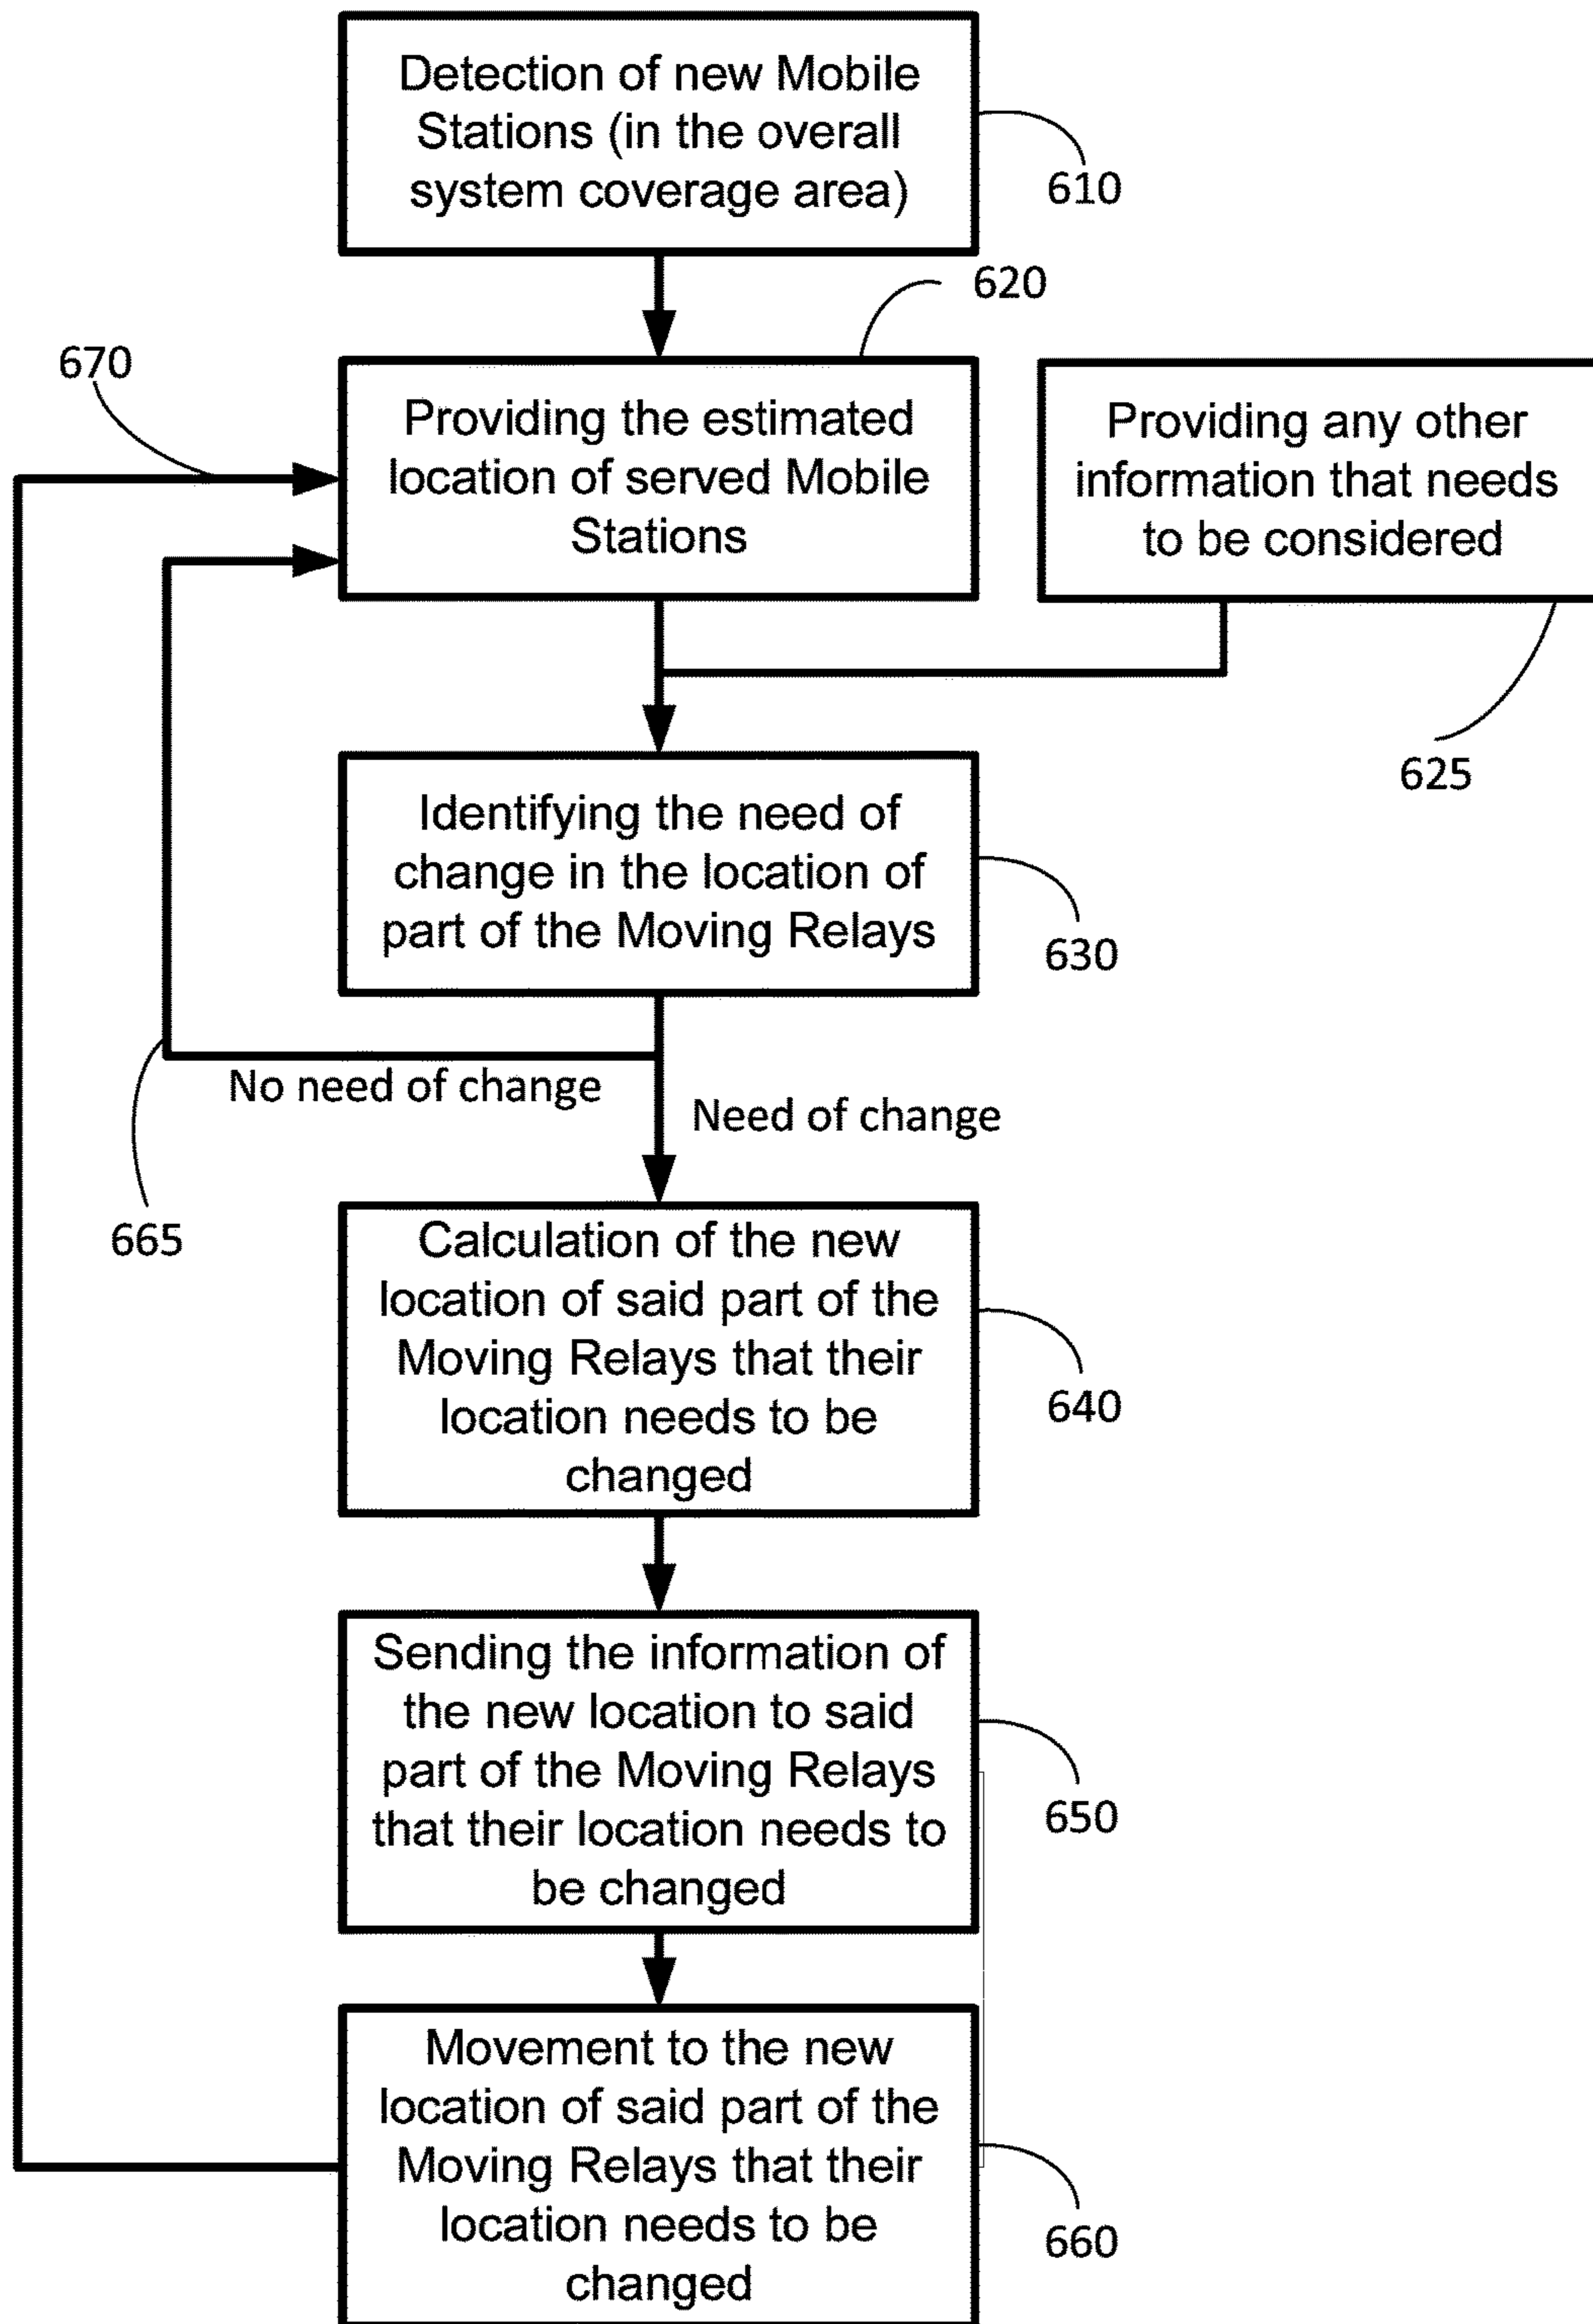 Detection of new Mobile
Stations (in the overall
system coverage area)
610
620
670
Providing the estimated
location of served Mobile
Stations
Providing any other
information that needs
to be considered
625
Identifying the need of
change in the location of
part of the Moving Relays
630
No need of change
Need of change
665
Calculation of the new
location of said part of the
Moving Relays that their
location needs to be
changed
640
Sending the information of
the new location to said
part of the Moving Relays
that their location needs to
be changed
650
Movement to the new
location of said part of the
Moving Relays that their
location needs to be
changed
660